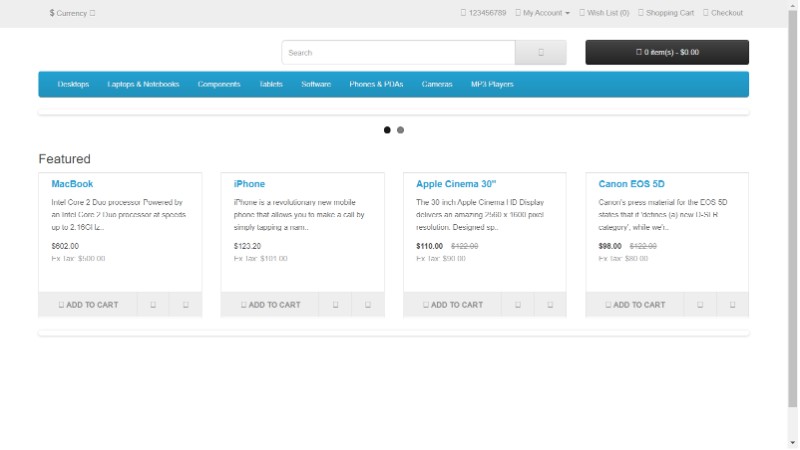 $ Currency
123456789 My Account Wish List (0) Shopping Cart Checkout
Search
0 item(s) - $0.00
Desktops Laptops & Notebooks Components Tablets Software Phones & PDAs Cameras MP3 Players
Featured
MacBook
Intel Core 2 Duo processor Powered by
an Intel Core 2 Duo processor at speeds
up to 2.16GHz..
$602.00
Ex Tax: $500.00
ADD TO CART
iPhone
iPhone is a revolutionary new mobile
phone that allows you to make a call by
simply tapping a nam..
$123.20
Ex Tax: $101.00
ADD TO CART
Apple Cinema 30"
The 30-inch Apple Cinema HD Display
delivers an amazing 2560 x 1600 pixel
resolution. Designed sp..
$110.00 $122.00
Ex Tax: $90.00
ADD TO CART
Canon EOS 5D
Canon's press material for the EOS 5D
states that it 'defines (a) new D-SLR
category', while we'r..
$98.00 $122.00
Ex Tax: $80.00
ADD TO CART